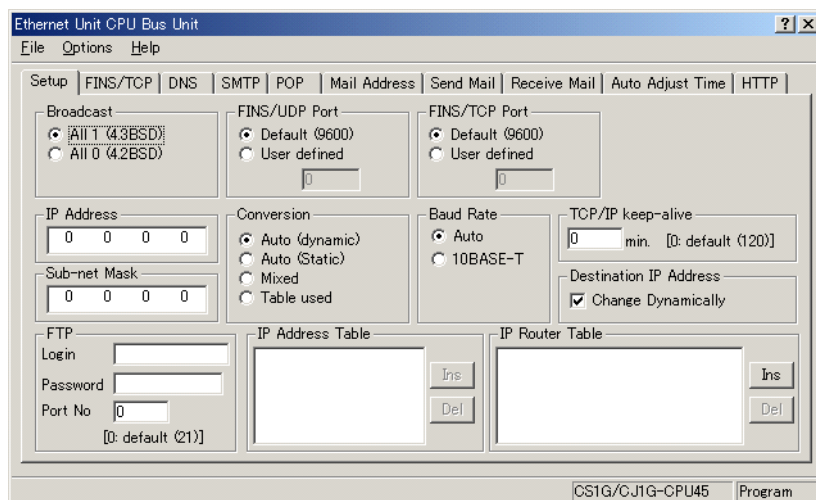 Ethernet Unit CPU Bus Unit
File Options Help
Setup FINS/TCP DNS SMTP POP Mail Address Send Mail Receive Mail Auto Adjust Time HTTP
Broadcast
All 1 (4.3BSD)
All 0 (4.2BSD)
FINS/UDP Port
Default (9600)
User defined
0
FINS/TCP Port
Default (9600)
User defined
0
IP Address
0 0 0 0
Sub-net Mask
0 0 0 0
Conversion
Auto (dynamic)
Auto (Static)
Mixed
Table used
Baud Rate
Auto
10BASE-T
TCP/IP keep-alive
0 min. [0: default (120)]
Destination IP Address
Change Dynamically
FTP
Login
Password
Port No 0
[0: default (21)]
IP Address Table
Ins
Del
IP Router Table
Ins
Del
CS1G/CJ1G-CPU45 Program